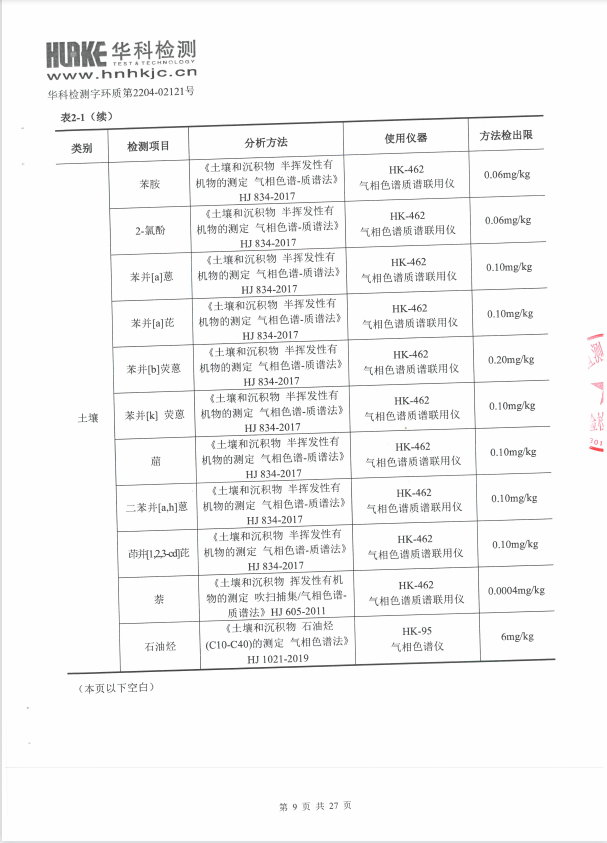 HURKE 华科检测
TEST & TECHNOLOGY
www.hnhkjc.cn
华科检测字环质第2204-02121号
表2-1（续）
类别 检测项目 分析方法 使用仪器 方法检出限
土壤
苯胺
《土壤和沉积物 半挥发性有
机物的测定 气相色谱-质谱法》
HJ 834-2017
HK-462
气相色谱质谱联用仪
0.06mg/kg
2-氯酚
《土壤和沉积物 半挥发性有
机物的测定 气相色谱-质谱法》
HJ 834-2017
HK-462
气相色谱质谱联用仪
0.06mg/kg
苯并[a]蒽
《土壤和沉积物 半挥发性有
机物的测定 气相色谱-质谱法》
HJ 834-2017
HK-462
气相色谱质谱联用仪
0.10mg/kg
苯并[a]芘
《土壤和沉积物 半挥发性有
机物的测定 气相色谱-质谱法》
HJ 834-2017
HK-462
气相色谱质谱联用仪
0.10mg/kg
苯并[b]荧蒽
《土壤和沉积物 半挥发性有
机物的测定 气相色谱-质谱法》
HJ 834-2017
HK-462
气相色谱质谱联用仪
0.20mg/kg
苯并[k] 荧蒽
《土壤和沉积物 半挥发性有
机物的测定 气相色谱-质谱法》
HJ 834-2017
HK-462
气相色谱质谱联用仪
0.10mg/kg
䓛
《土壤和沉积物 半挥发性有
机物的测定 气相色谱-质谱法》
HJ 834-2017
HK-462
气相色谱质谱联用仪
0.10mg/kg
二苯并[a,h]蒽
《土壤和沉积物 半挥发性有
机物的测定 气相色谱-质谱法》
HJ 834-2017
HK-462
气相色谱质谱联用仪
0.10mg/kg
茚并[1,2,3-cd]芘
《土壤和沉积物 半挥发性有
机物的测定 气相色谱-质谱法》
HJ 834-2017
HK-462
气相色谱质谱联用仪
0.10mg/kg
萘
《土壤和沉积物 挥发性有机
物的测定 吹扫捕集/气相色谱-
质谱法》HJ 605-2011
HK-462
气相色谱质谱联用仪
0.0004mg/kg
石油烃
《土壤和沉积物 石油烃
(C10-C40)的测定 气相色谱法》
HJ 1021-2019
HK-95
气相色谱仪
6mg/kg
（本页以下空白）
第 9 页 共 27 页